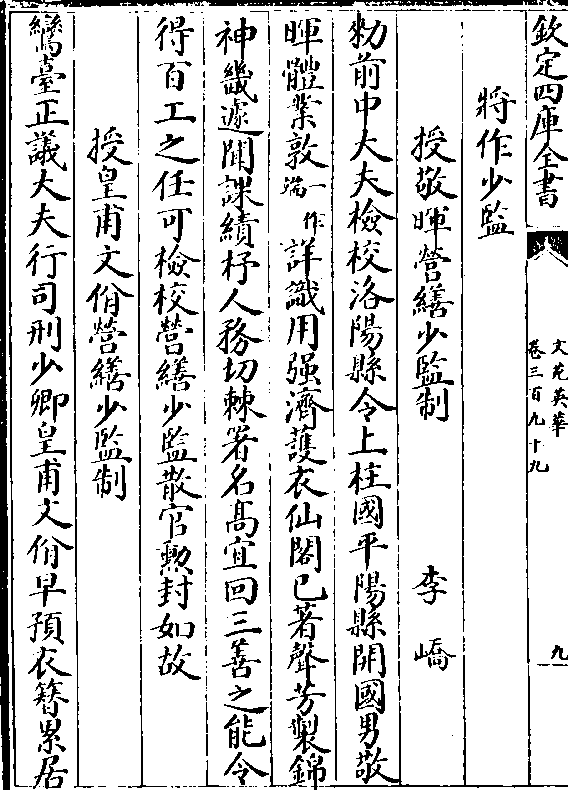 欽定四庫全書
文苑英華
卷三百九十九
九
將作少監
授敬暉營繕少監制 李嶠
勑前中大夫檢校洛陽縣令上柱國平陽縣開國男敬
暉體業敦一作端詳識用强濟護衣仙閣已著聲芳製錦
神畿遽聞課績杼人務切棘署名髙宜回三善之能令
得百工之任可檢校營繕少監散官勲封如故
授皇甫文俏營繕少監制
鸞臺正議大夫行司刑少卿皇甫文俏早預衣簪累居